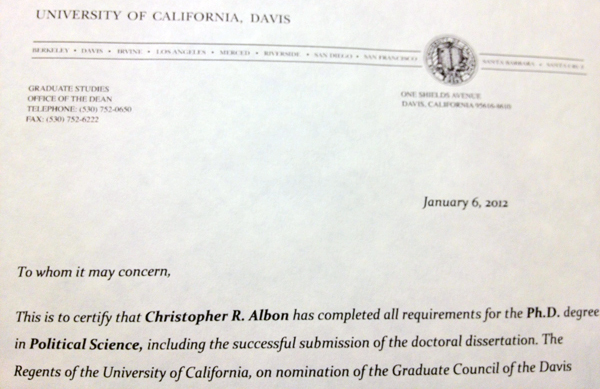 UNIVERSITY OF CALIFORNIA, DAVIS
BERKELEY • DAVIS • IRVINE • LOS ANGELES • MERCED • RIVERSIDE • SAN DIEGO • SAN FRANCISCO SANTA BARBARA • SANTA CRUZ
GRADUATE STUDIES
OFFICE OF THE DEAN
TELEPHONE: (530) 752-0650
FAX: (530) 752-6222
ONE SHIELDS AVENUE
DAVIS, CALIFORNIA
January 6, 2012
To whom it may concern,
This is to certify that Christopher R. Albon has completed all requirements for the Ph.D. degree
in Political Science, including the successful submission of the doctoral dissertation. The
Regents of the University of California, on nomination of the Graduate Council of the Davis